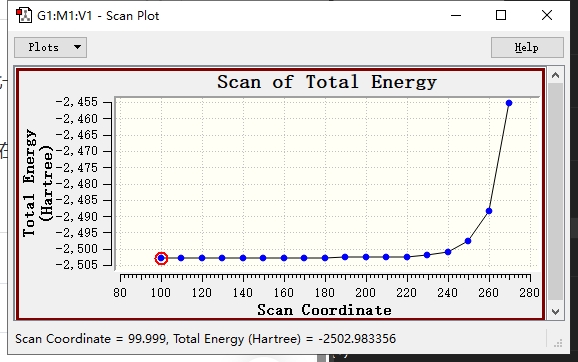 G1:M1:V1 - Scan Plot
Plots
Help
Scan of Total Energy
Total Energy
(Hartree)
-2,455
-2,460
-2,465
-2,470
-2,475
-2,480
-2,485
-2,490
-2,495
-2,500
-2,505
80 100 120 140 160 180 200 220 240 260 280
Scan Coordinate
Scan Coordinate = 99.999, Total Energy (Hartree) = -2502.983356
在